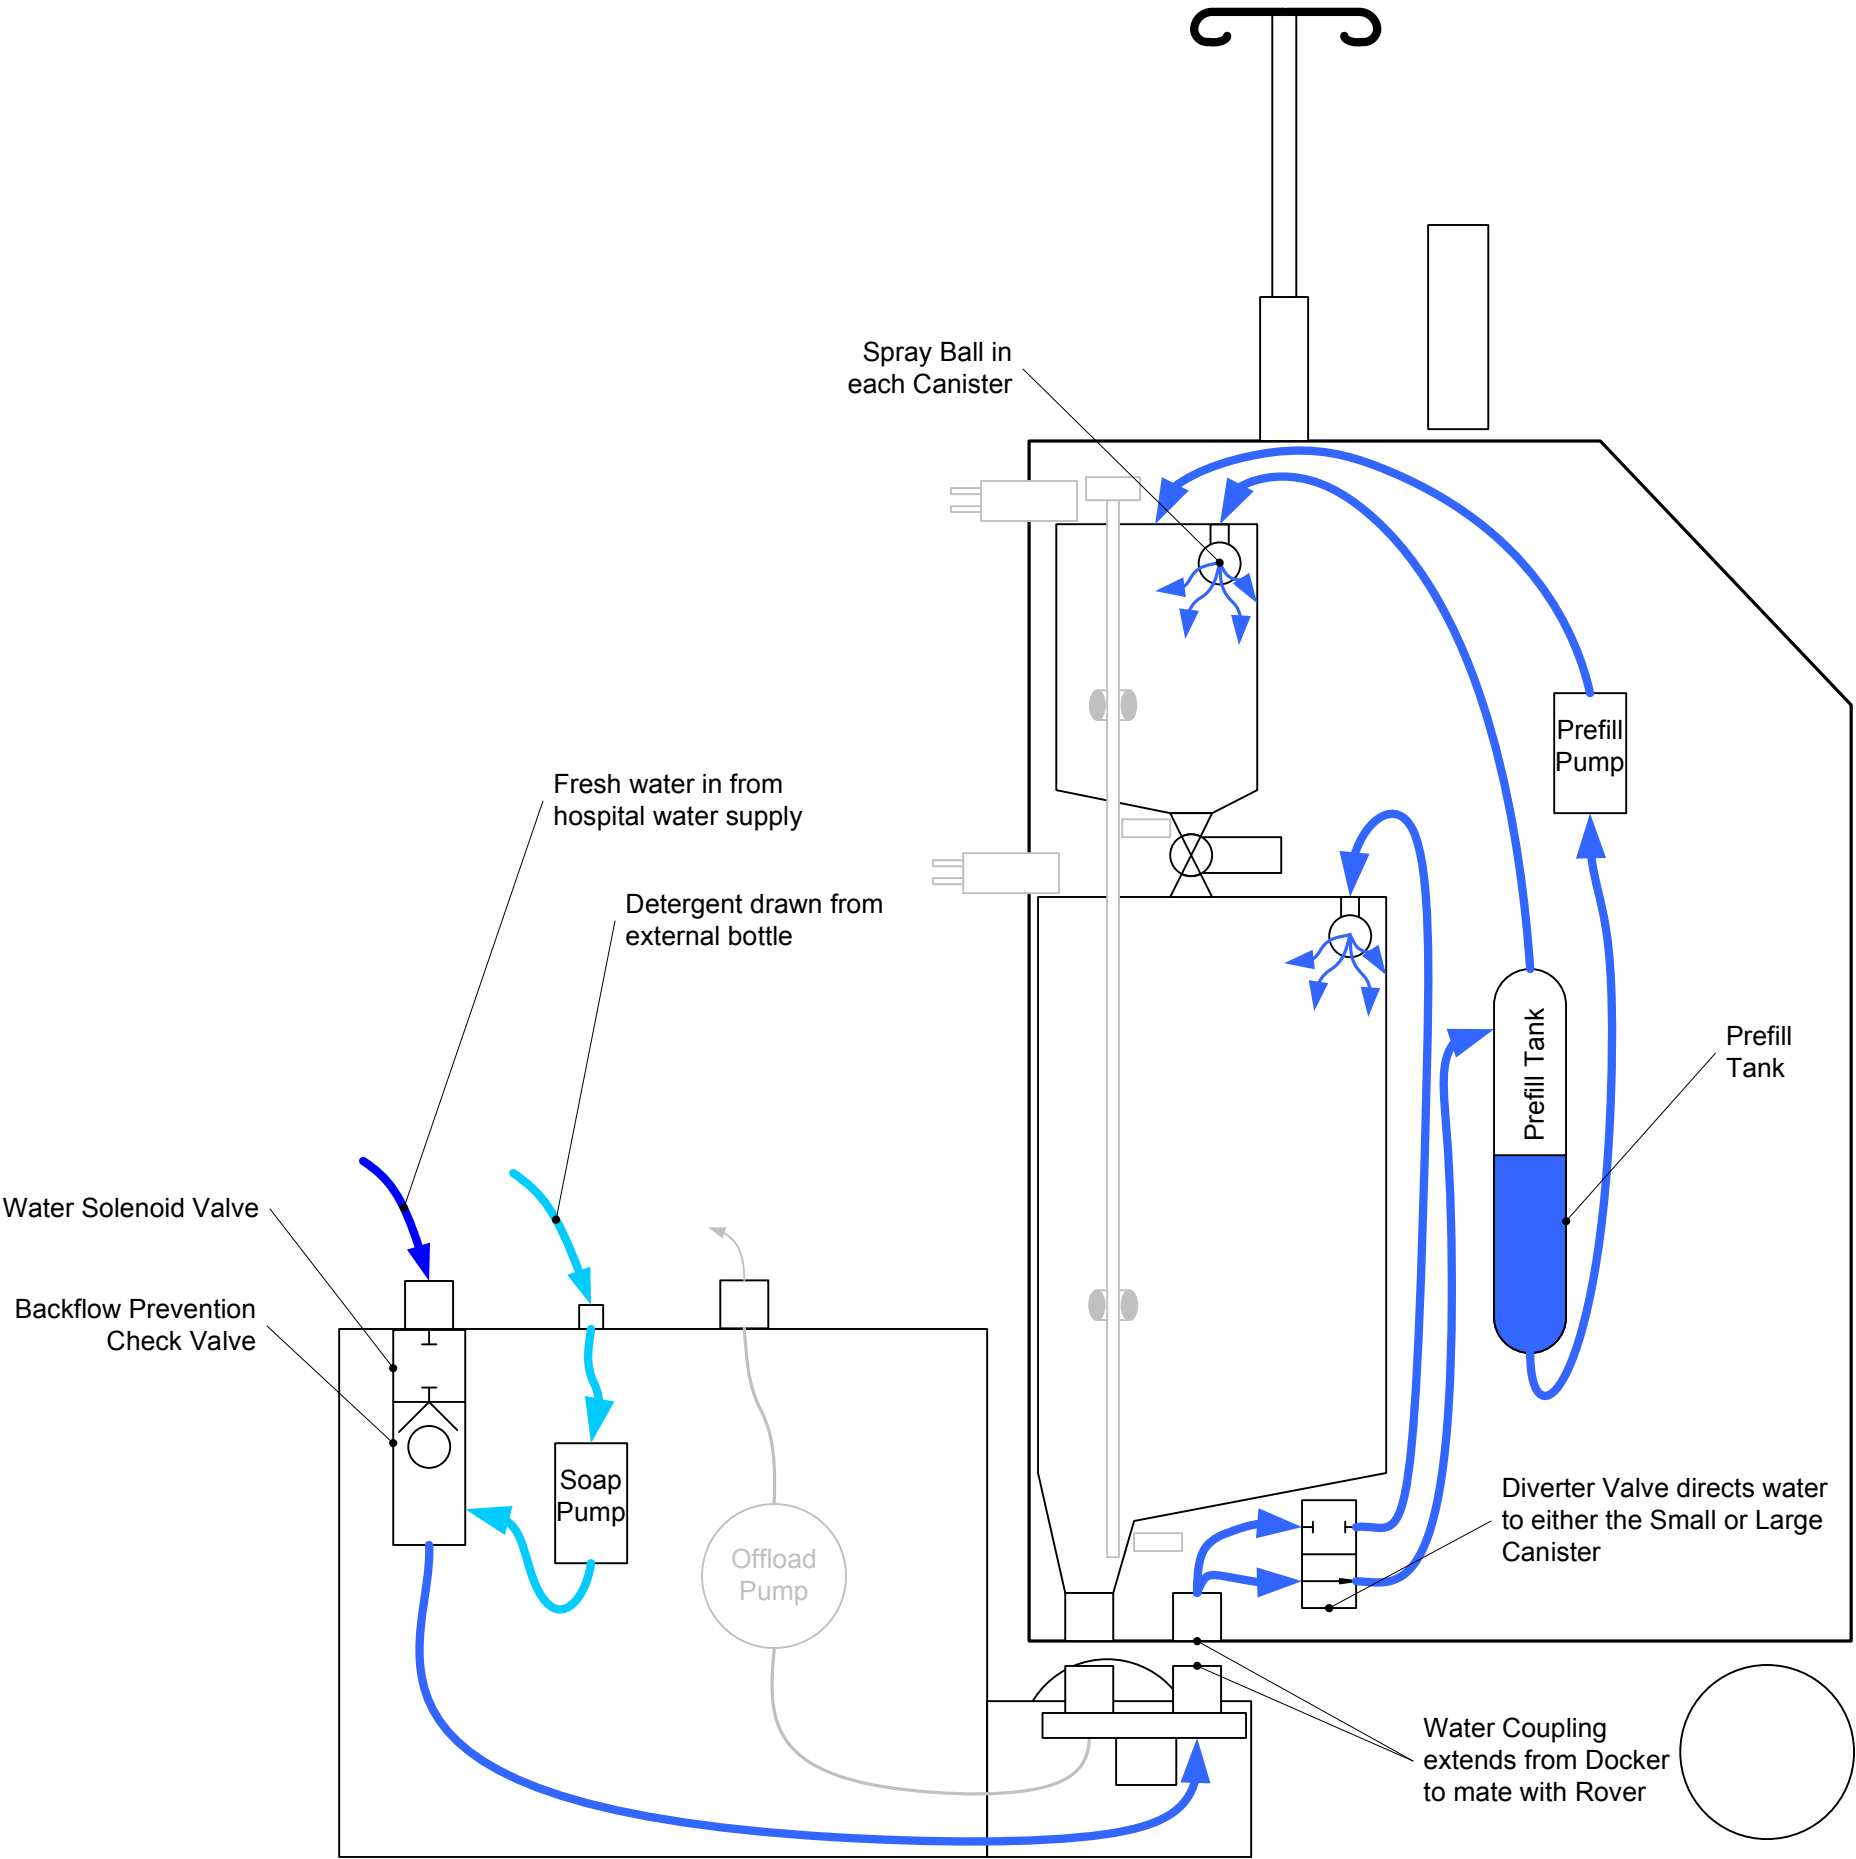 Spray Ball in
each Canister
Prefill
Pump
Fresh water in from
hospital water supply
Detergent drawn from
external bottle
Prefill Tank
Prefill
Tank
Water Solenoid Valve
Backflow Prevention
Check Valve
Soap
Pump
Offload
Pump
Diverter Valve directs water
to either the Small or Large
Canister
Water Coupling
extends from Docker
to mate with Rover